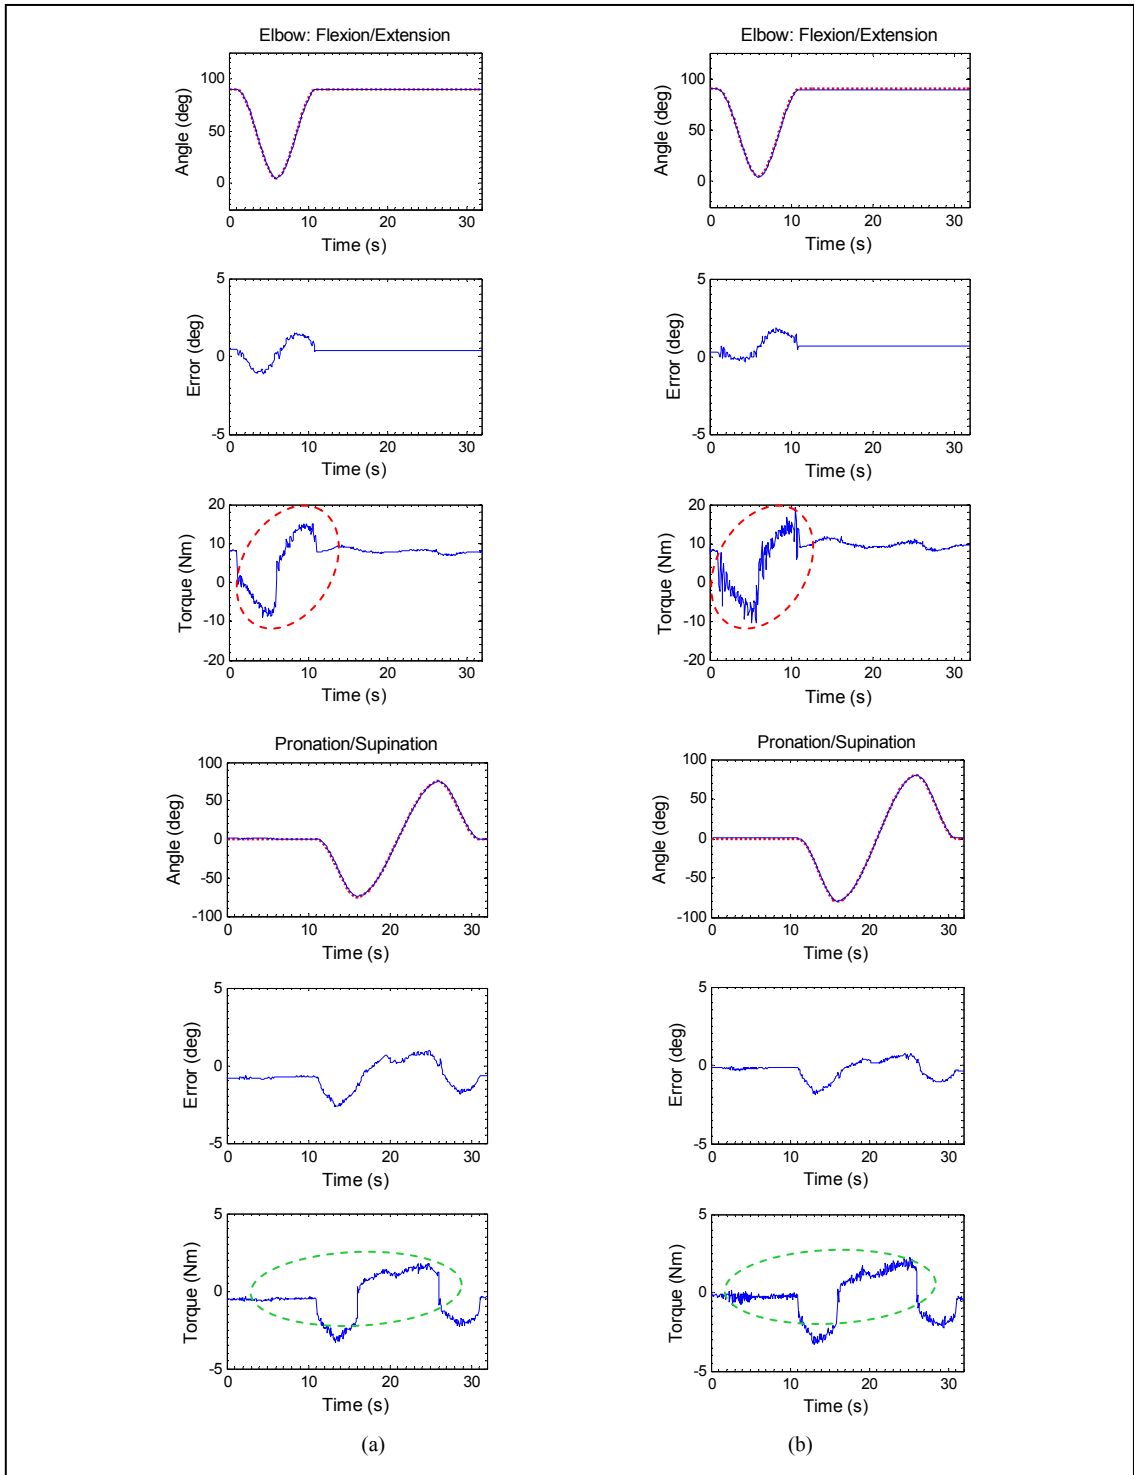 Elbow: Flexion/Extension
100
50
0
Angle (deg)
0 10 20 30
Time (s)
5
0
-5
Error (deg)
0 10 20 30
Time (s)
20
10
0
-10
-20
Torque (Nm)
0 10 20 30
Time (s)
Pronation/Supination
100
50
0
-50
-100
Angle (deg)
0 10 20 30
Time (s)
5
0
-5
Error (deg)
0 10 20 30
Time (s)
5
0
-5
Torque (Nm)
0 10 20 30
Time (s)
(a)
Elbow: Flexion/Extension
100
50
0
Angle (deg)
0 10 20 30
Time (s)
5
0
-5
Error (deg)
0 10 20 30
Time (s)
20
10
0
-10
-20
Torque (Nm)
0 10 20 30
Time (s)
Pronation/Supination
100
50
0
-50
-100
Angle (deg)
0 10 20 30
Time (s)
5
0
-5
Error (deg)
0 10 20 30
Time (s)
5
0
-5
Torque (Nm)
0 10 20 30
Time (s)
(b)